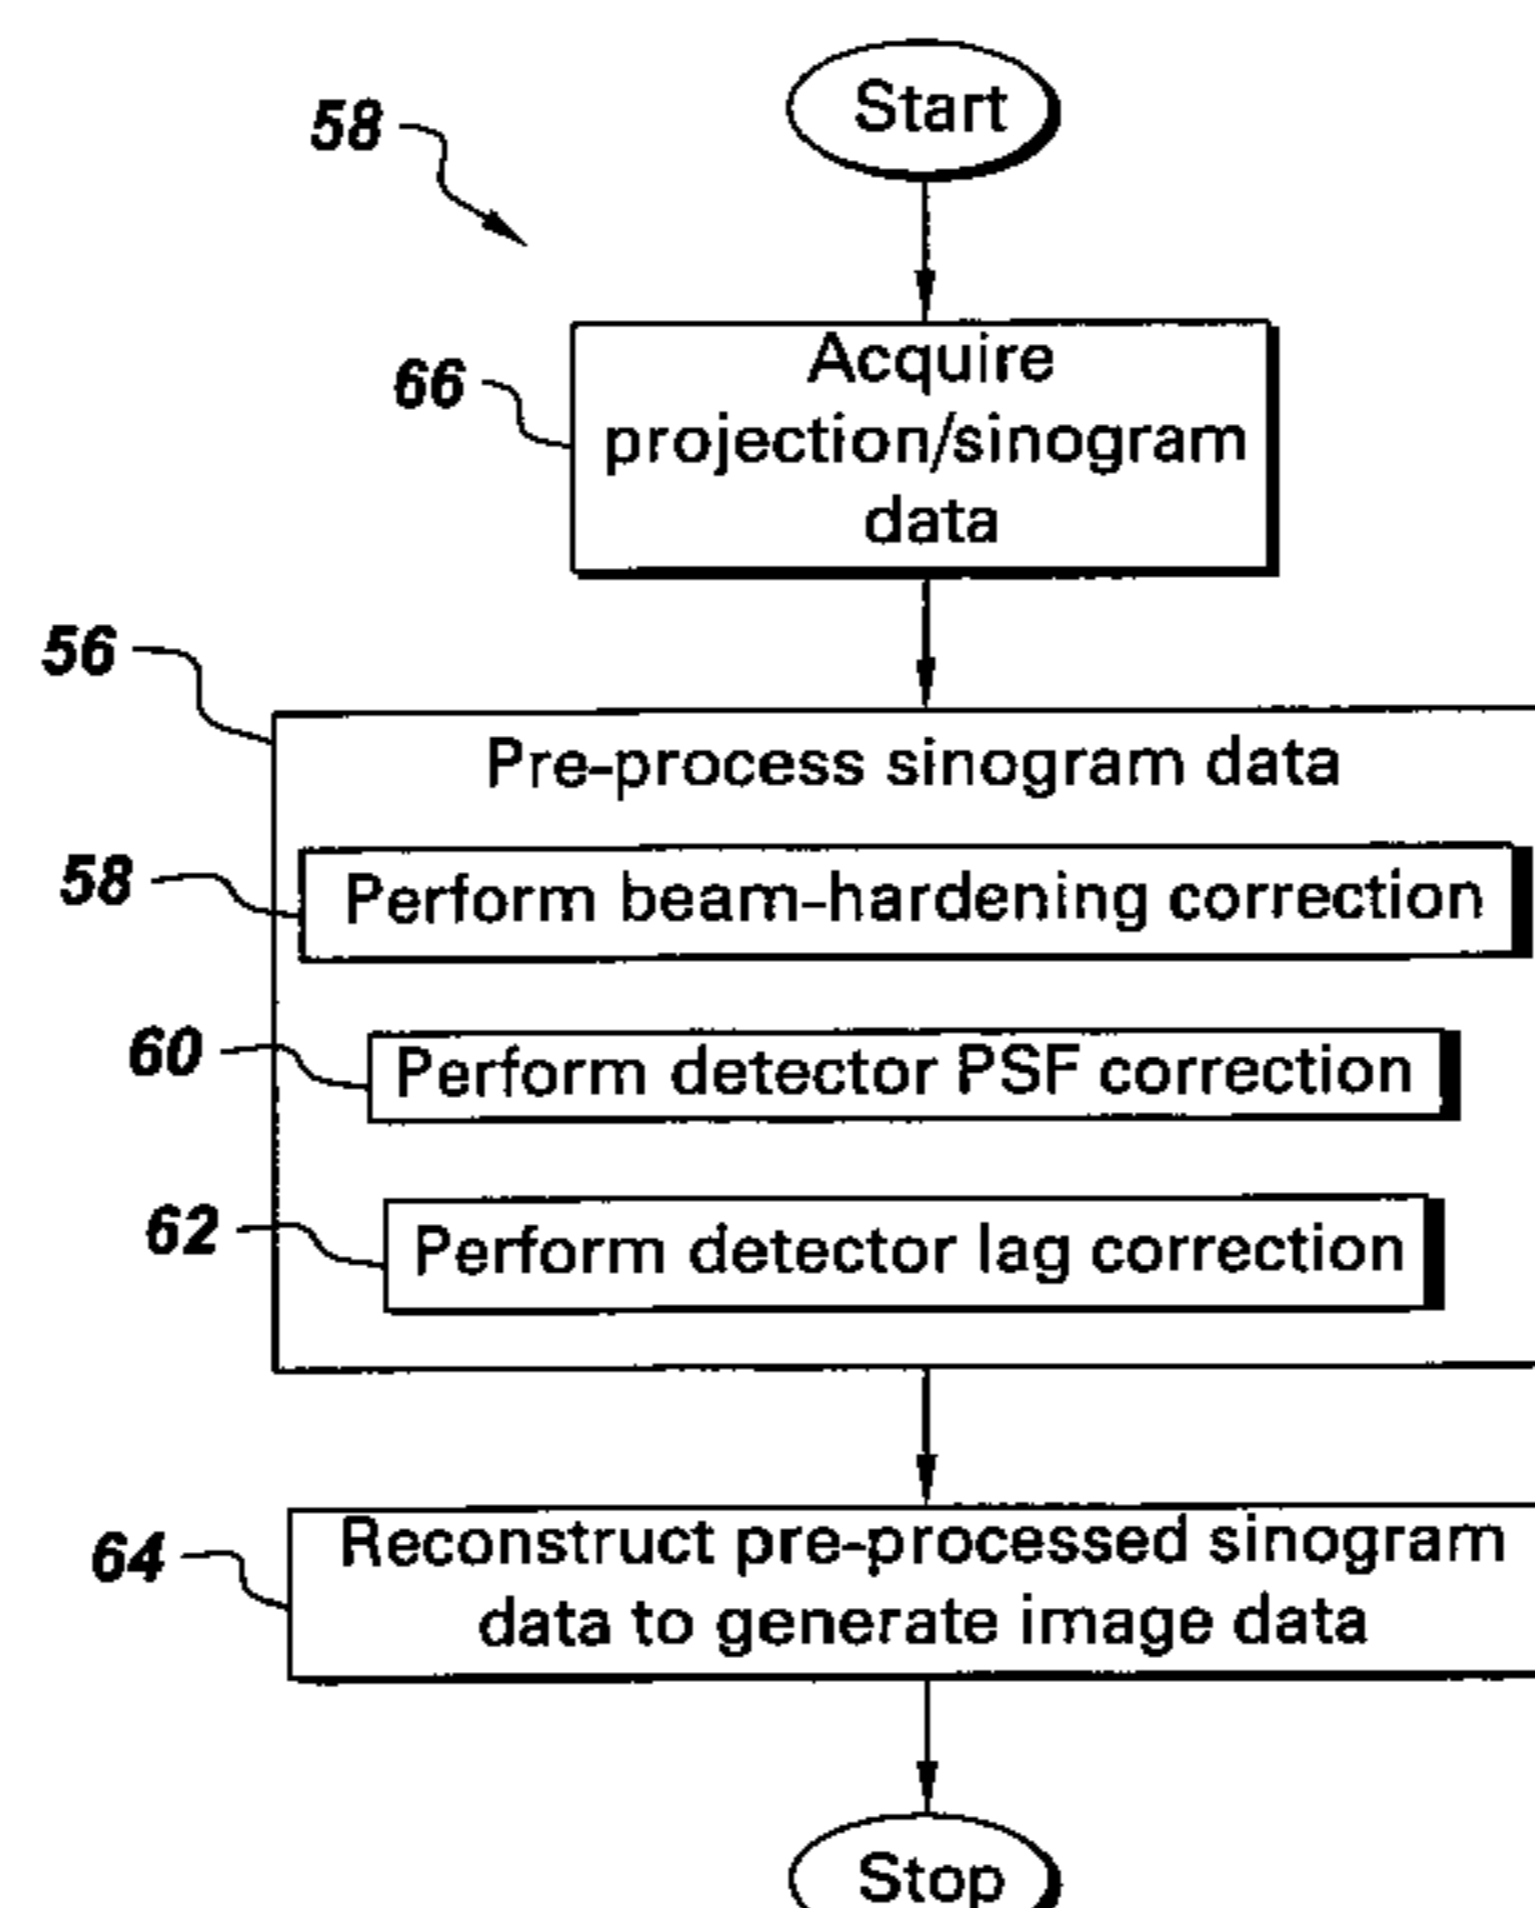 Start
58
Acquire
66
projection/sinogram
data
56
Pre-process sinogram data
58
Perform beam-hardening correction
60
Perform detector PSF correction
62
Perform detector lag correction
Reconstruct pre-processed sinogram
64
data to generate image data
Stop